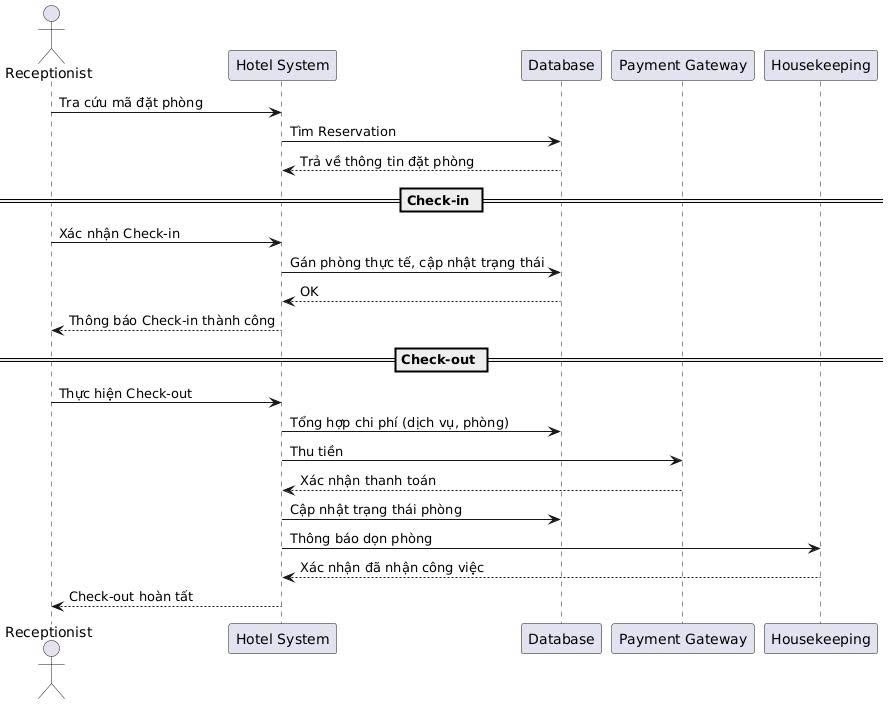 Receptionist
Hotel System
Database
Payment Gateway
Housekeeping
Tra cứu mã đặt phòng
Tìm Reservation
Trả về thông tin đặt phòng
Check-in
Xác nhận Check-in
Gán phòng thực tế, cập nhật trạng thái
OK
Thông báo Check-in thành công
Check-out
Thực hiện Check-out
Tổng hợp chi phí (dịch vụ, phòng)
Thu tiền
Xác nhận thanh toán
Cập nhật trạng thái phòng
Thông báo dọn phòng
Xác nhận đã nhận công việc
Check-out hoàn tất
Receptionist
Hotel System
Database
Payment Gateway
Housekeeping